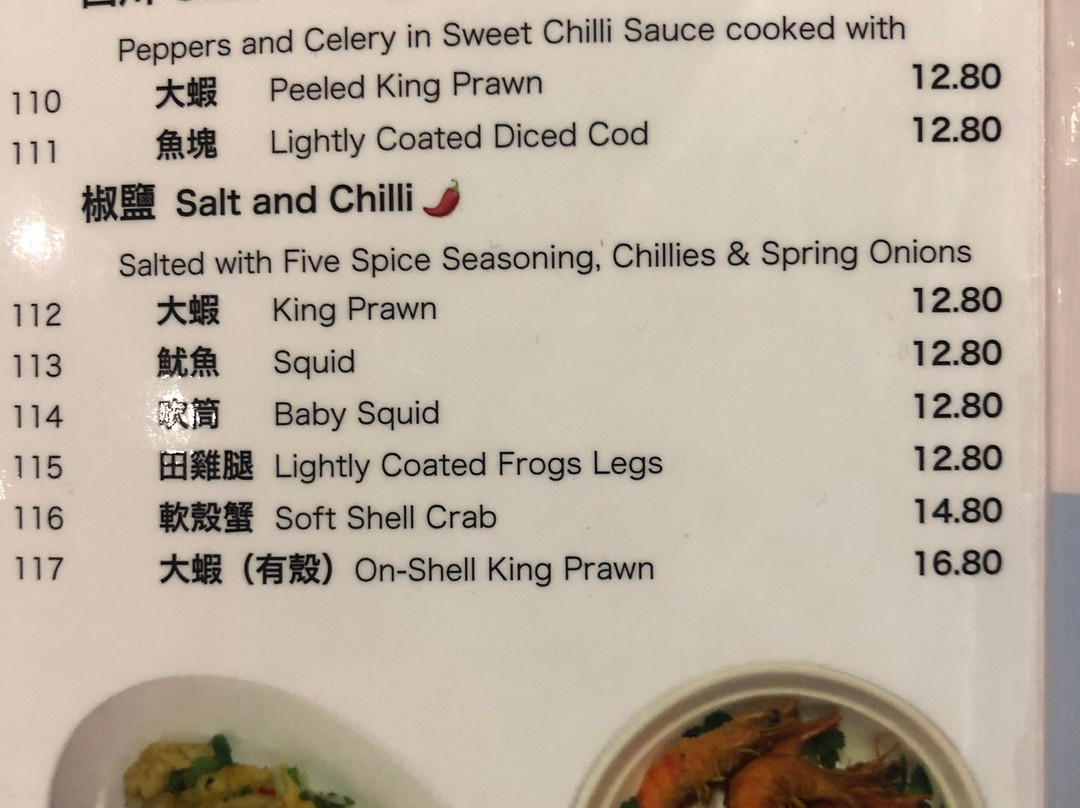 Peppers and Celery in Sweet Chilli Sauce cooked with
110 大蝦 Peeled King Prawn 12.80
111 魚塊 Lightly Coated Diced Cod 12.80
椒鹽 Salt and Chilli
Salted with Five Spice Seasoning, Chillies & Spring Onions
112 大蝦 King Prawn 12.80
113 魷魚 Squid 12.80
114 吹筒 Baby Squid 12.80
115 田雞腿 Lightly Coated Frogs Legs 12.80
116 軟殼蟹 Soft Shell Crab 14.80
117 大蝦（有殼）On-Shell King Prawn 16.80